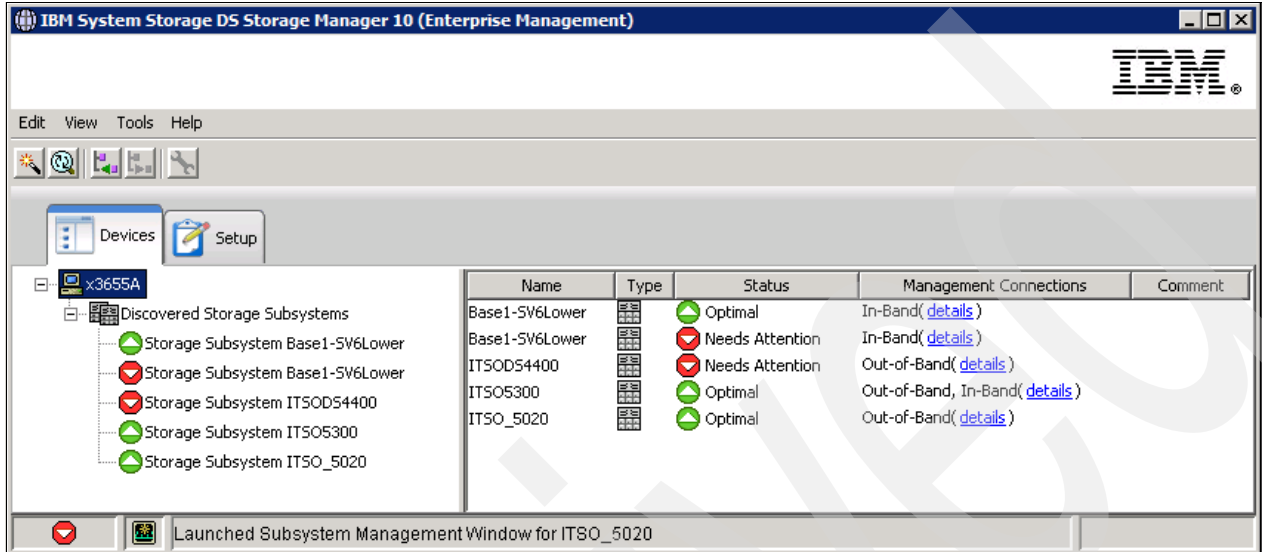 IBM System Storage DS Storage Manager 10 (Enterprise Management)
IBM®
Edit View Tools Help
Devices Setup
x3655A
Discovered Storage Subsystems
Storage Subsystem Base1-SV6Lower
Storage Subsystem Base1-SV6Lower
Storage Subsystem ITSODS4400
Storage Subsystem ITSO5300
Storage Subsystem ITSO_5020
Name Type Status Management Connections Comment
Base1-SV6Lower Optimal In-Band(details)
Base1-SV6Lower Needs Attention In-Band(details)
ITSODS4400 Needs Attention Out-of-Band(details)
ITSO5300 Optimal Out-of-Band, In-Band(details)
ITSO_5020 Optimal Out-of-Band(details)
Launched Subsystem Management Window for ITSO_5020